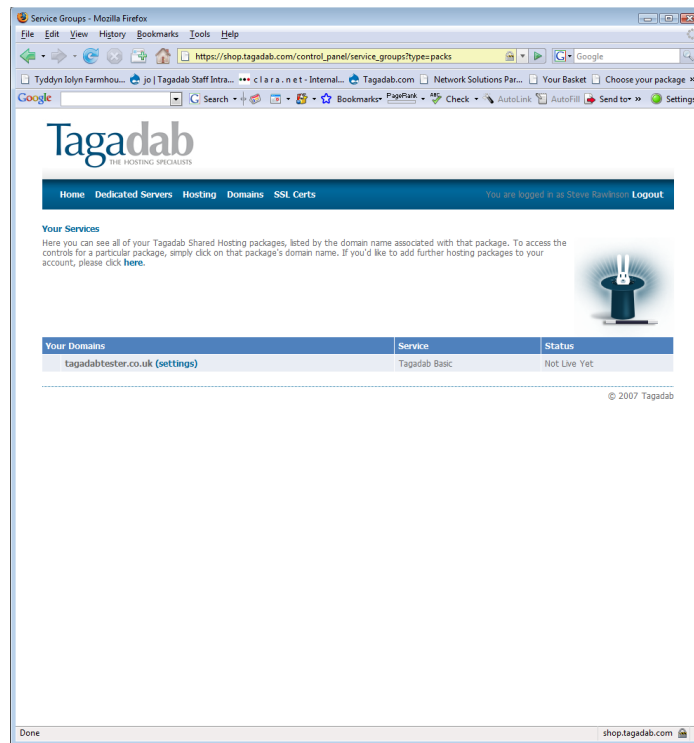 Service Groups - Mozilla Firefox
File Edit View History Bookmarks Tools Help
https://shop.tagadab.com/control_panel/service_groups?type=packs
Google
Tyddyn Iolyn Farmhou... jo | Tagadab Staff Intra... c l a r a . n e t - Internal... Tagadab.com Network Solutions Par... Your Basket Choose your package »
Google Search Bookmarks PageRank ABC Check AutoLink AutoFill Send to » Settings
Tagadab
THE HOSTING SPECIALISTS
Home Dedicated Servers Hosting Domains SSL Certs You are logged in as Steve Rawlinson Logout
Your Services
Here you can see all of your Tagadab Shared Hosting packages, listed by the domain name associated with that package. To access the
controls for a particular package, simply click on that package's domain name. If you'd like to add further hosting packages to your
account, please click here.
Your Domains Service Status
tagadabtester.co.uk (settings) Tagadab Basic Not Live Yet
© 2007 Tagadab
Done shop.tagadab.com